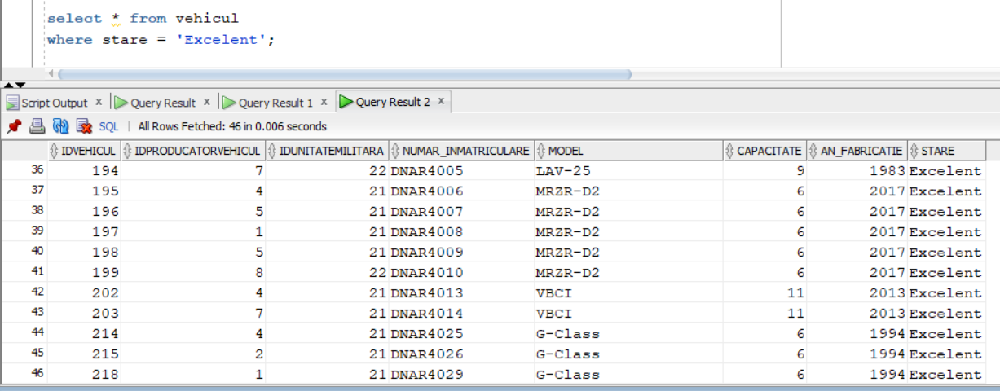 select * from vehicul
where stare = 'Excelent';
Script Output x Query Result x Query Result 1 x Query Result 2 x
SQL | All Rows Fetched: 46 in 0.006 seconds
IDVEHICUL IDPRODUCATORVEHICUL IDUNITATEMILITARA NUMAR_INMATRICULARE MODEL CAPACITATE AN_FABRICATIE STARE
36 194 7 22 DNAR4005 LAV-25 9 1983 Excelent
37 195 4 21 DNAR4006 MRZR-D2 6 2017 Excelent
38 196 5 21 DNAR4007 MRZR-D2 6 2017 Excelent
39 197 1 21 DNAR4008 MRZR-D2 6 2017 Excelent
40 198 5 21 DNAR4009 MRZR-D2 6 2017 Excelent
41 199 8 22 DNAR4010 MRZR-D2 6 2017 Excelent
42 202 4 21 DNAR4013 VBCI 11 2013 Excelent
43 203 7 21 DNAR4014 VBCI 11 2013 Excelent
44 214 4 21 DNAR4025 G-Class 6 1994 Excelent
45 215 2 21 DNAR4026 G-Class 6 1994 Excelent
46 218 1 21 DNAR4029 G-Class 6 1994 Excelent